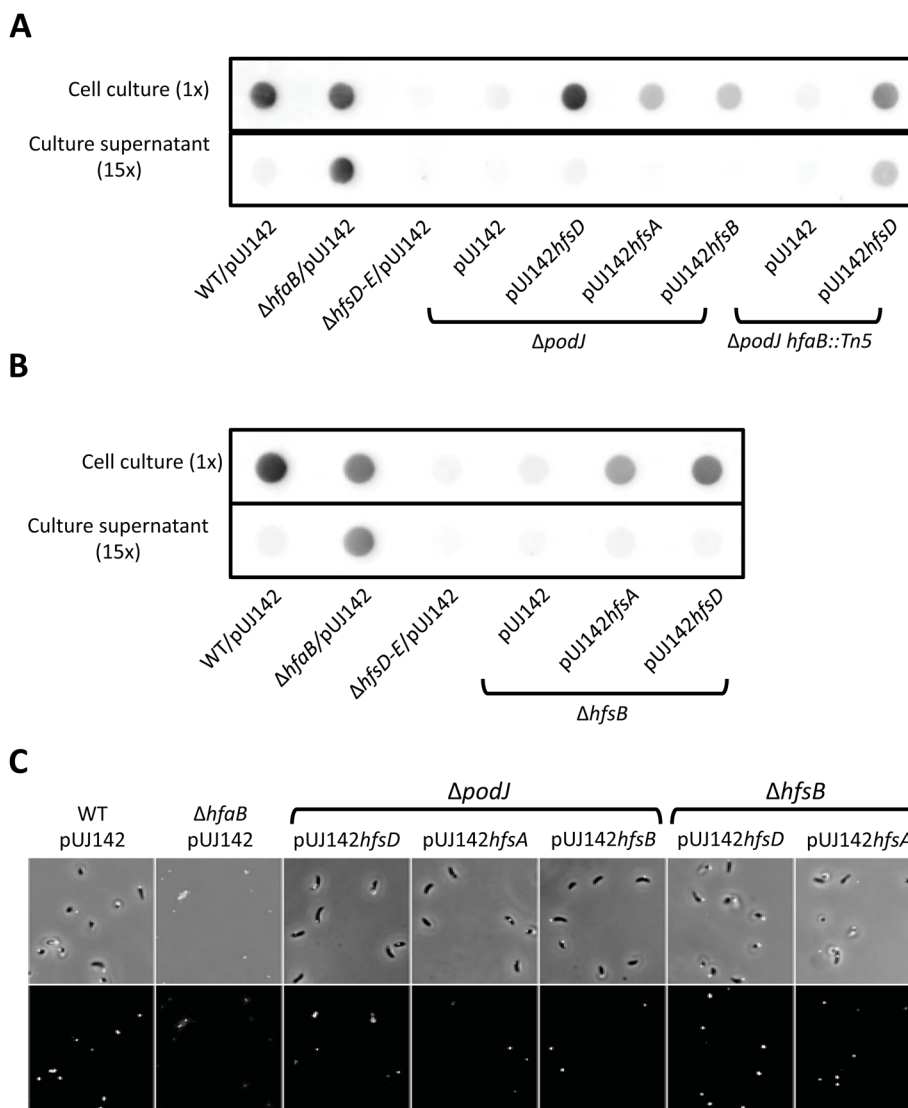 A
Cell culture (1x)
Culture supernatant
(15x)
WT/pUJ142
ΔhfaB/pUJ142
ΔhfsD-E/pUJ142
pUJ142
pUJ142hfsD
pUJ142hfsA
pUJ142hfsB
pUJ142
pUJ142hfsD
ΔpodJ
ΔpodJ hfaB::Tn5
B
Cell culture (1x)
Culture supernatant
(15x)
WT/pUJ142
ΔhfaB/pUJ142
ΔhfsD-E/pUJ142
pUJ142
pUJ142hfsA
pUJ142hfsD
ΔhfsB
C
ΔpodJ
ΔhfsB
WT
pUJ142
ΔhfaB
pUJ142
pUJ142hfsD
pUJ142hfsA
pUJ142hfsB
pUJ142hfsD
pUJ142hfsA